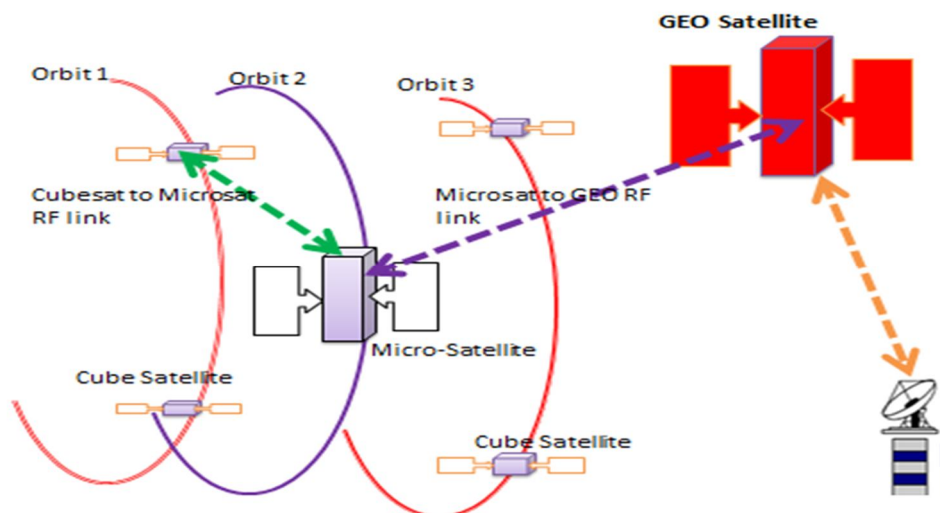 GEO Satellite
Orbit 1
Orbit 2
Orbit 3
Cubesat to Microsat
RF link
Microsat to GEO RF
link
Micro-Satellite
Cube Satellite
Cube Satellite